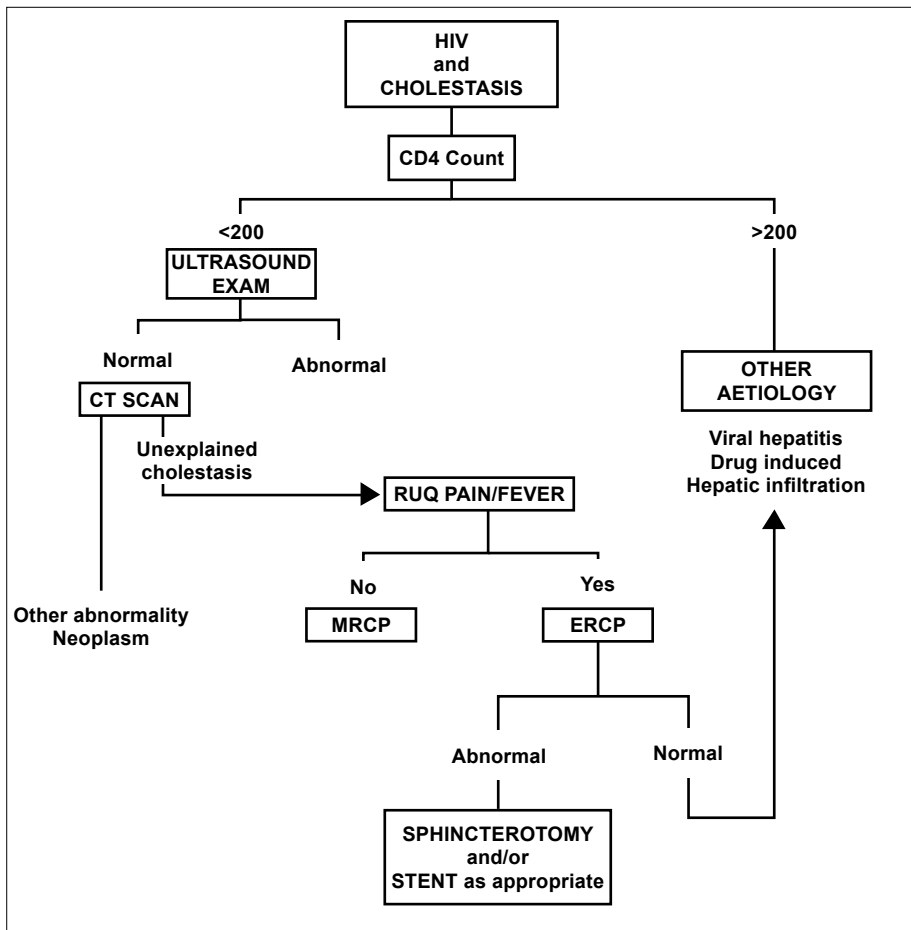 HIV
and
CHOLESTASIS
CD4 Count
<200
>200
ULTRASOUND
EXAM
Normal
Abnormal
CT SCAN
OTHER
AETIOLOGY
Unexplained
cholestasis
Viral hepatitis
Drug induced
Hepatic infiltration
RUQ PAIN/FEVER
No
Yes
Other abnormality
Neoplasm
MRCP
ERCP
Abnormal
Normal
SPHINCTEROTOMY
and/or
STENT as appropriate